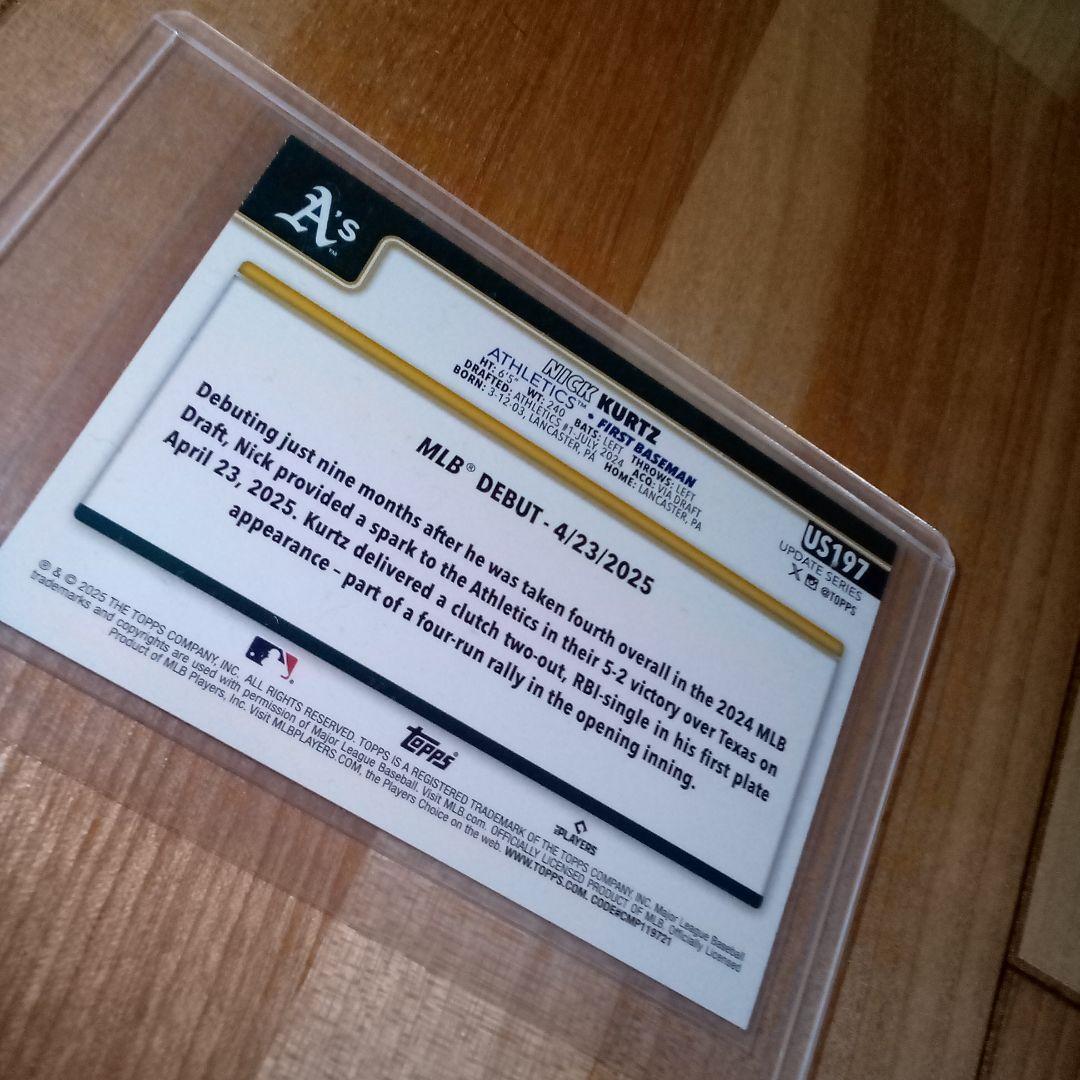 A's™
NICK KURTZ
ATHLETICS™ • FIRST BASEMAN
HT: 6'5" WT: 240 BATS: LEFT THROWS: LEFT
DRAFTED: ATHLETICS #1-JULY, 2024 ACQ: VIA DRAFT
BORN: 3-12-03, LANCASTER, PA HOME: LANCASTER, PA
US197
UPDATE SERIES
X @TOPPS
MLB® DEBUT - 4/23/2025
Debuting just nine months after he was taken fourth overall in the 2024 MLB
Draft, Nick provided a spark to the Athletics in their 5-2 victory over Texas on
April 23, 2025. Kurtz delivered a clutch two-out, RBI-single in his first plate
appearance – part of a four-run rally in the opening inning.
Topps®
PLAYERS
® & © 2025 THE TOPPS COMPANY, INC. ALL RIGHTS RESERVED. TOPPS IS A REGISTERED TRADEMARK OF THE TOPPS COMPANY, INC. Major League Baseball
trademarks and copyrights are used with permission of Major League Baseball. Visit MLB.com. OFFICIALLY LICENSED PRODUCT OF MLB. Officially Licensed
Product of MLB Players, Inc. Visit MLBPLAYERS.COM, the Players Choice on the web. WWW.TOPPS.COM. CODE#CMP119721